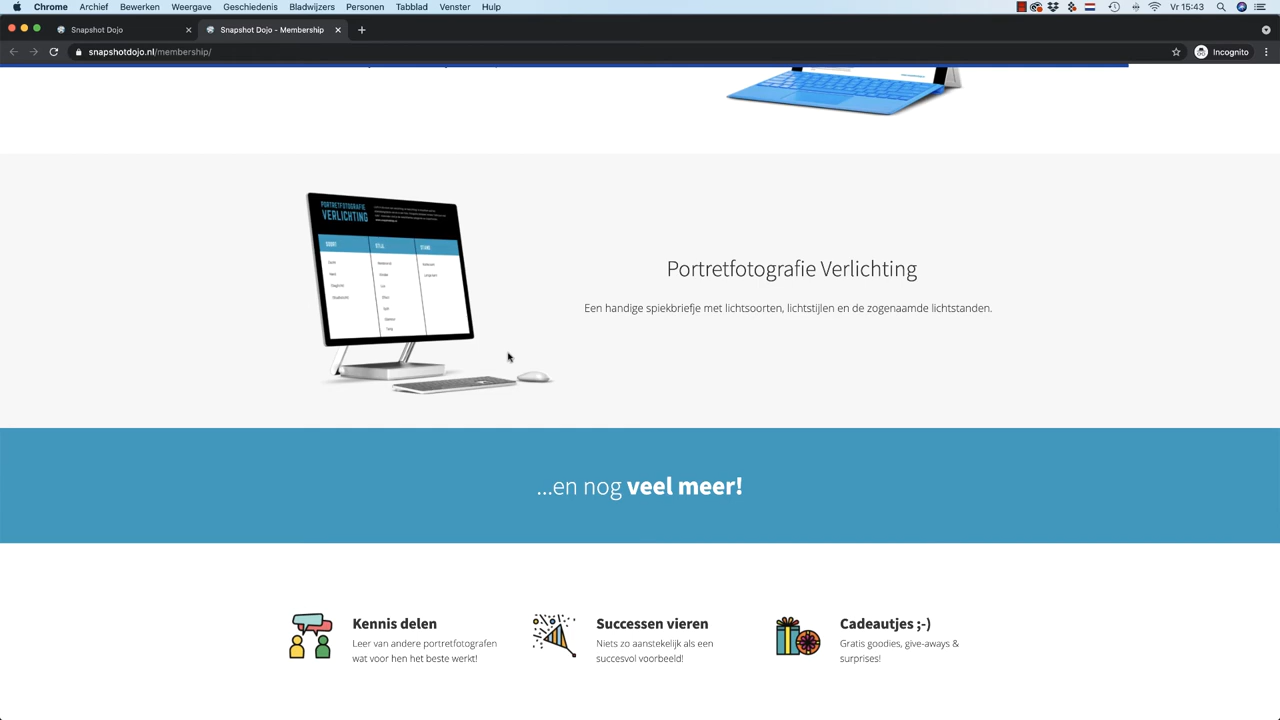 Chrome Archief Bewerken Weergave Geschiedenis Bladwijzers Personen Tabblad Venster Hulp Vr 15:43
Snapshot Dojo Snapshot Dojo - Membership
snapshotdojo.nl/membership/ Incognito
PORTRETFOTOGRAFIE
VERLICHTING
SOORT STIJL STAND
Portretfotografie Verlichting
Een handige spiekbriefje met lichtsoorten, lichtstijlen en de zogenaamde lichtstanden.
...en nog veel meer!
Kennis delen
Leer van andere portretfotografen
wat voor hen het beste werkt!
Successen vieren
Niets zo aanstekelijk als een
succesvol voorbeeld!
Cadeautjes ;-)
Gratis goodies, give-aways &
surprises!